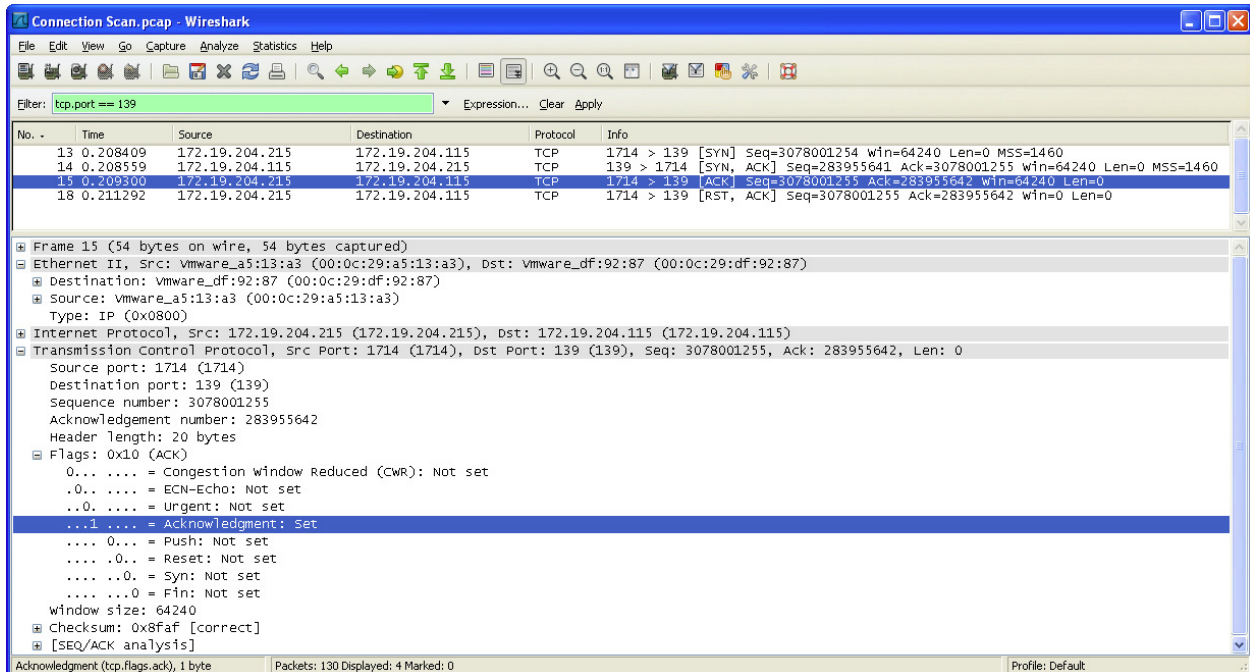 Connection Scan.pcap - Wireshark
File Edit View Go Capture Analyze Statistics Help
Filter: tcp.port == 139 Expression... Clear Apply
No. . Time Source Destination Protocol Info
13 0.208409 172.19.204.215 172.19.204.115 TCP 1714 > 139 [SYN] Seq=3078001254 Win=64240 Len=0 MSS=1460
14 0.208559 172.19.204.115 172.19.204.215 TCP 139 > 1714 [SYN, ACK] Seq=283955641 Ack=3078001255 Win=64240 Len=0 MSS=1460
15 0.209300 172.19.204.215 172.19.204.115 TCP 1714 > 139 [ACK] Seq=3078001255 Ack=283955642 Win=64240 Len=0
18 0.211292 172.19.204.215 172.19.204.115 TCP 1714 > 139 [RST, ACK] Seq=3078001255 Ack=283955642 Win=0 Len=0
Frame 15 (54 bytes on wire, 54 bytes captured)
Ethernet II, Src: Vmware_a5:13:a3 (00:0c:29:a5:13:a3), Dst: Vmware_df:92:87 (00:0c:29:df:92:87)
Destination: Vmware_df:92:87 (00:0c:29:df:92:87)
Source: Vmware_a5:13:a3 (00:0c:29:a5:13:a3)
Type: IP (0x0800)
Internet Protocol, Src: 172.19.204.215 (172.19.204.215), Dst: 172.19.204.115 (172.19.204.115)
Transmission Control Protocol, Src Port: 1714 (1714), Dst Port: 139 (139), Seq: 3078001255, Ack: 283955642, Len: 0
Source port: 1714 (1714)
Destination port: 139 (139)
Sequence number: 3078001255
Acknowledgement number: 283955642
Header length: 20 bytes
Flags: 0x10 (ACK)
0... .... = Congestion Window Reduced (CWR): Not set
.0.. .... = ECN-Echo: Not set
..0. .... = Urgent: Not set
...1 .... = Acknowledgment: Set
.... 0... = Push: Not set
.... .0.. = Reset: Not set
.... ..0. = Syn: Not set
.... ...0 = Fin: Not set
Window size: 64240
Checksum: 0x8faf [correct]
[SEQ/ACK analysis]
Acknowledgment (tcp.flags.ack), 1 byte Packets: 130 Displayed: 4 Marked: 0 Profile: Default